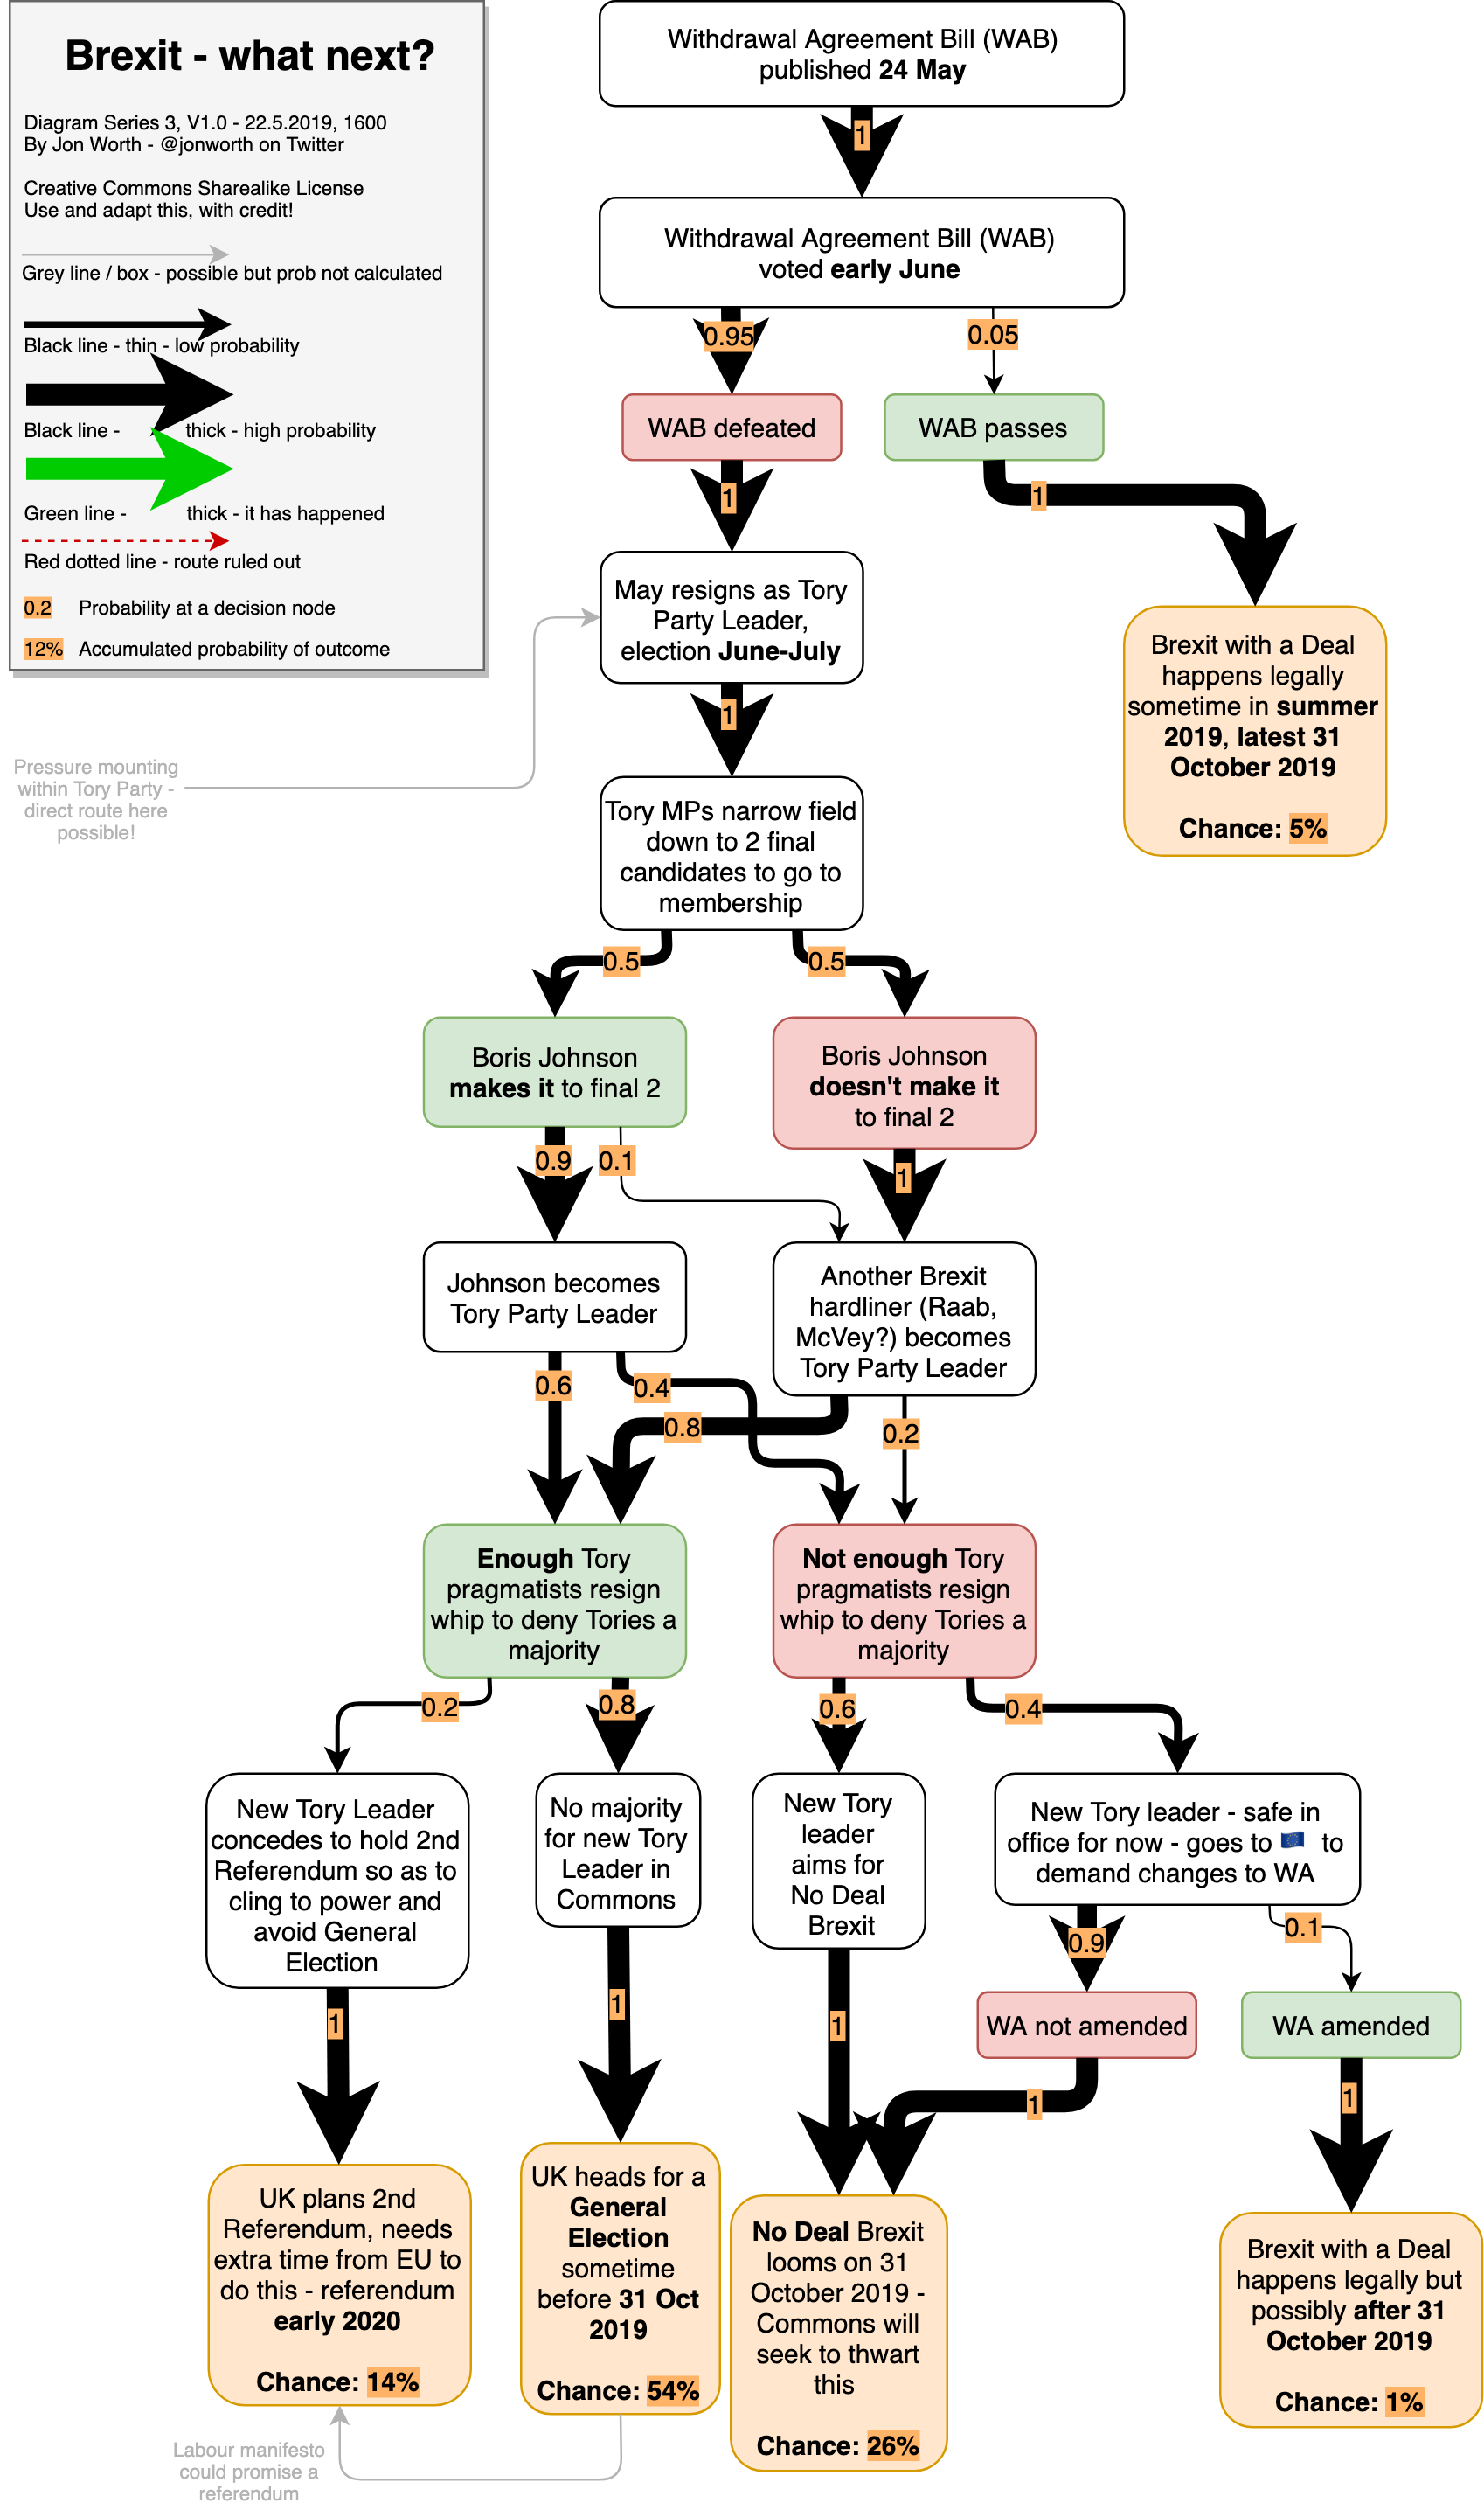 Brexit - what next?
Diagram Series 3, V1.0 - 22.5.2019, 1600
By Jon Worth - @jonworth on Twitter
Creative Commons Sharealike License
Use and adapt this, with credit!
Grey line / box - possible but prob not calculated
Black line - thin - low probability
Black line - thick - high probability
Green line - thick - it has happened
Red dotted line - route ruled out
0.2 Probability at a decision node
12% Accumulated probability of outcome
Withdrawal Agreement Bill (WAB)
published 24 May
1
Withdrawal Agreement Bill (WAB)
voted early June
0.95
0.05
WAB defeated
WAB passes
1
1
May resigns as Tory
Party Leader,
election June-July
Brexit with a Deal
happens legally
sometime in summer
2019, latest 31
October 2019
Chance: 5%
1
Pressure mounting
within Tory Party -
direct route here
possible!
Tory MPs narrow field
down to 2 final
candidates to go to
membership
0.5
0.5
Boris Johnson
makes it to final 2
Boris Johnson
doesn't make it
to final 2
0.9
0.1
1
Johnson becomes
Tory Party Leader
Another Brexit
hardliner (Raab,
McVey?) becomes
Tory Party Leader
0.6
0.4
0.8
0.2
Enough Tory
pragmatists resign
whip to deny Tories a
majority
Not enough Tory
pragmatists resign
whip to deny Tories a
majority
0.2
0.8
0.6
0.4
New Tory Leader
concedes to hold 2nd
Referendum so as to
cling to power and
avoid General
Election
No majority
for new Tory
Leader in
Commons
New Tory
leader
aims for
No Deal
Brexit
New Tory leader - safe in
office for now - goes to 🇪🇺 to
demand changes to WA
0.9
0.1
1
1
1
WA not amended
WA amended
1
1
UK plans 2nd
Referendum, needs
extra time from EU to
do this - referendum
early 2020
Chance: 14%
UK heads for a
General
Election
sometime
before 31 Oct
2019
Chance: 54%
No Deal Brexit
looms on 31
October 2019 -
Commons will
seek to thwart
this
Chance: 26%
Brexit with a Deal
happens legally but
possibly after 31
October 2019
Chance: 1%
Labour manifesto
could promise a
referendum